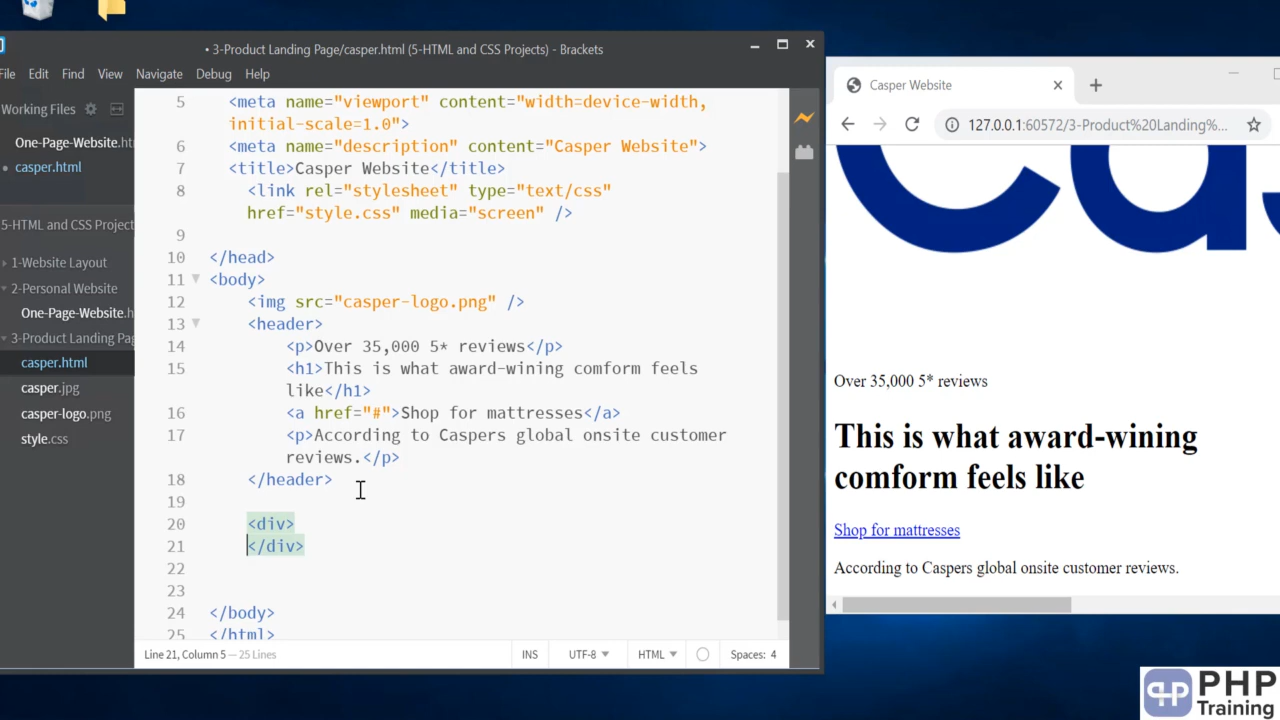 • 3-Product Landing Page/casper.html (5-HTML and CSS Projects) - Brackets
File Edit Find View Navigate Debug Help
Working Files
One-Page-Website.ht
• casper.html
5-HTML and CSS Project
1-Website Layout
2-Personal Website
One-Page-Website.h
3-Product Landing Pag
casper.html
casper.jpg
casper-logo.png
style.css
5 <meta name="viewport" content="width=device-width,
initial-scale=1.0">
6 <meta name="description" content="Casper Website">
7 <title>Casper Website</title>
8 <link rel="stylesheet" type="text/css"
href="style.css" media="screen" />
9
10 </head>
11 <body>
12 <img src="casper-logo.png" />
13 <header>
14 <p>Over 35,000 5* reviews</p>
15 <h1>This is what award-wining comform feels
like</h1>
16 <a href="#">Shop for mattresses</a>
17 <p>According to Caspers global onsite customer
reviews.</p>
18 </header>
19
20 <div>
21 </div>
22
23
24 </body>
25 </html>
Line 21, Column 5 — 25 Lines
INS UTF-8 HTML Spaces: 4
Casper Website
127.0.0.1:60572/3-Product%20Landing%...
Cas
Over 35,000 5* reviews
This is what award-wining
comform feels like
Shop for mattresses
According to Caspers global onsite customer reviews.
php PHP
Training